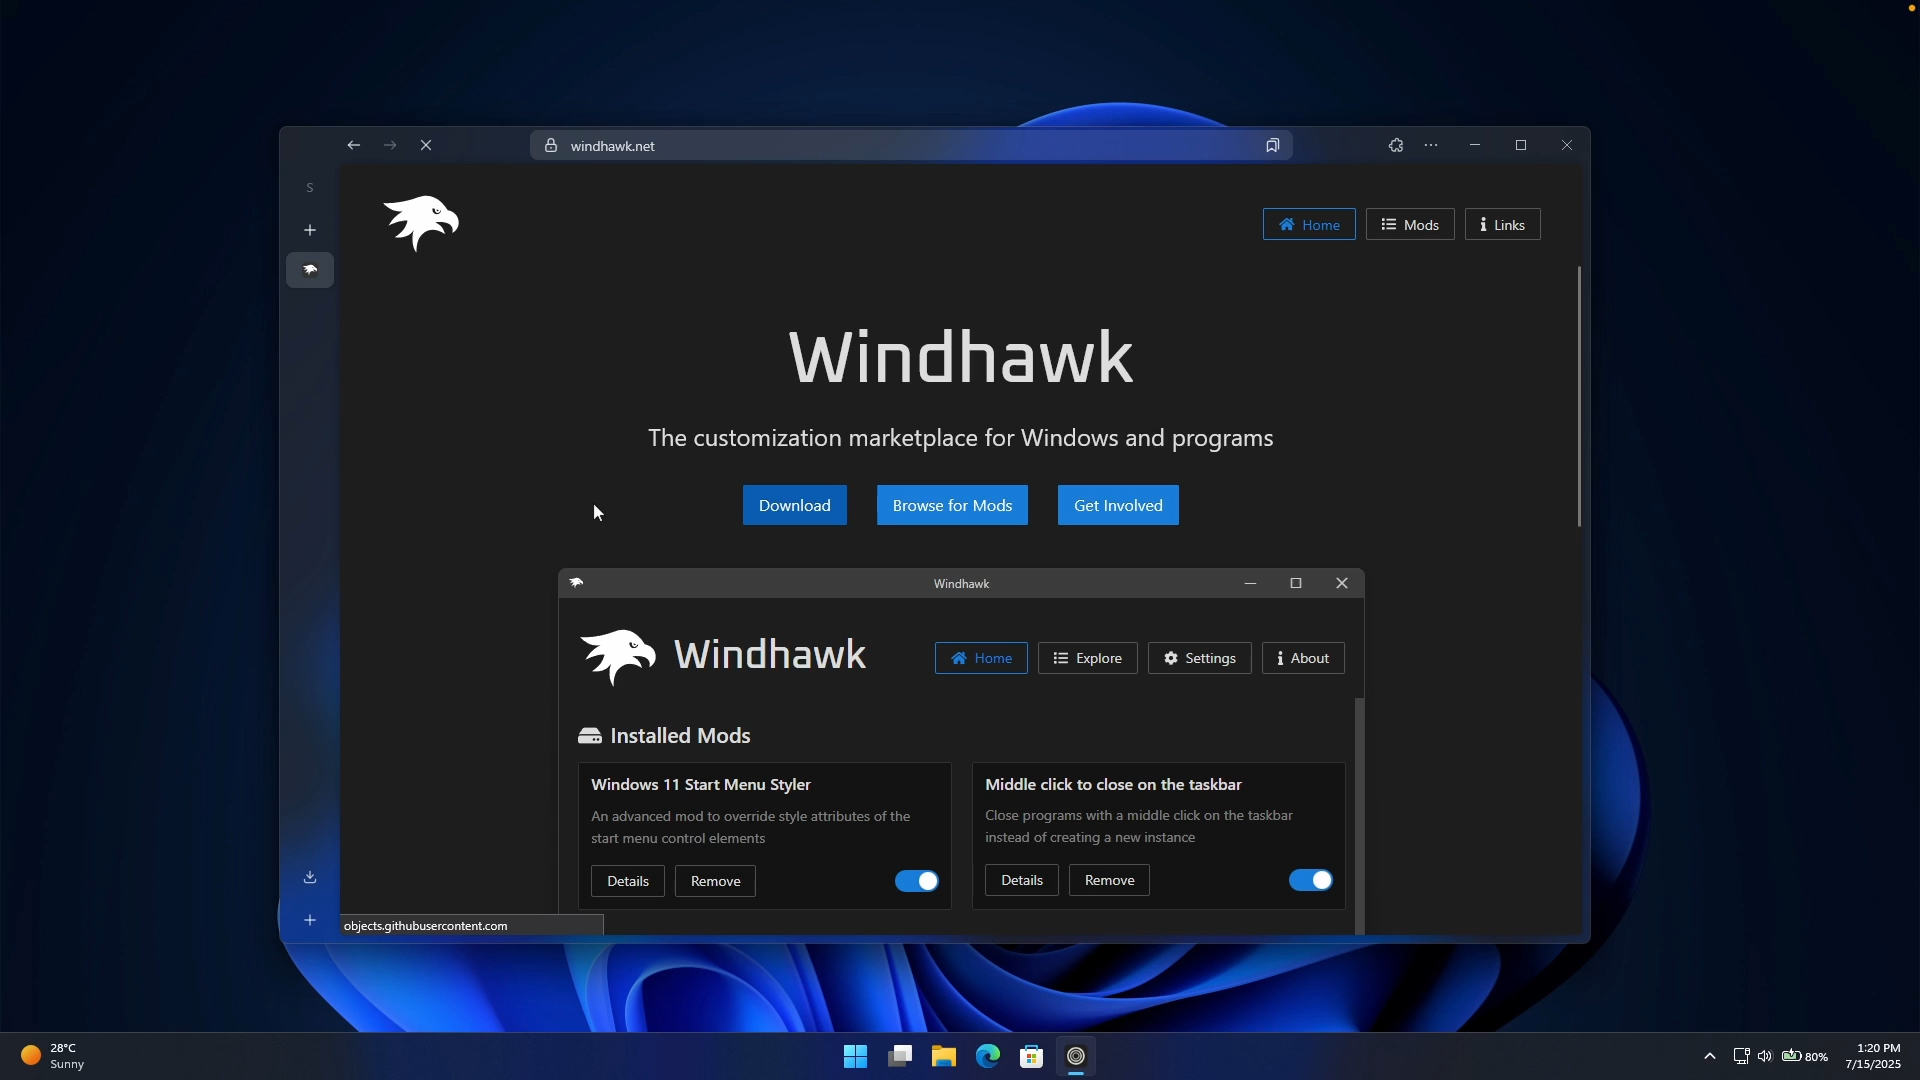 windhawk.net
S
Home
Mods
Links
Windhawk
The customization marketplace for Windows and programs
Download
Browse for Mods
Get Involved
Windhawk
Windhawk
Home
Explore
Settings
About
Installed Mods
Windows 11 Start Menu Styler
An advanced mod to override style attributes of the
start menu control elements
Details
Remove
Middle click to close on the taskbar
Close programs with a middle click on the taskbar
instead of creating a new instance
Details
Remove
objects.githubusercontent.com
28°C
Sunny
80%
1:20 PM
7/15/2025